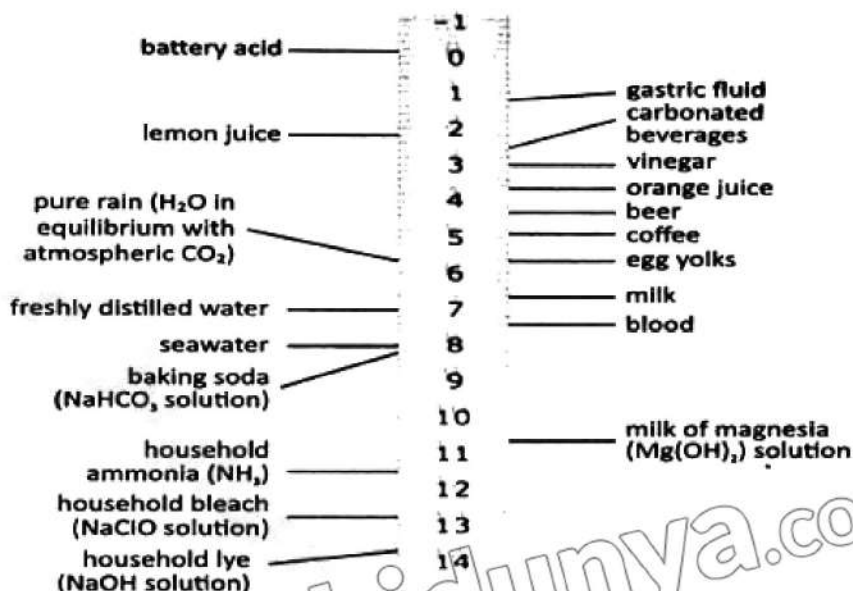 battery acid
lemon juice
pure rain (H₂O in
equilibrium with
atmospheric CO₂)
freshly distilled water
seawater
baking soda
(NaHCO₃ solution)
household
ammonia (NH₃)
household bleach
(NaClO solution)
household lye
(NaOH solution)
-1
0
1
2
3
4
5
6
7
8
9
10
11
12
13
14
gastric fluid
carbonated
beverages
vinegar
orange juice
beer
coffee
egg yolks
milk
blood
milk of magnesia
(Mg(OH)₂) solution
idunya.co